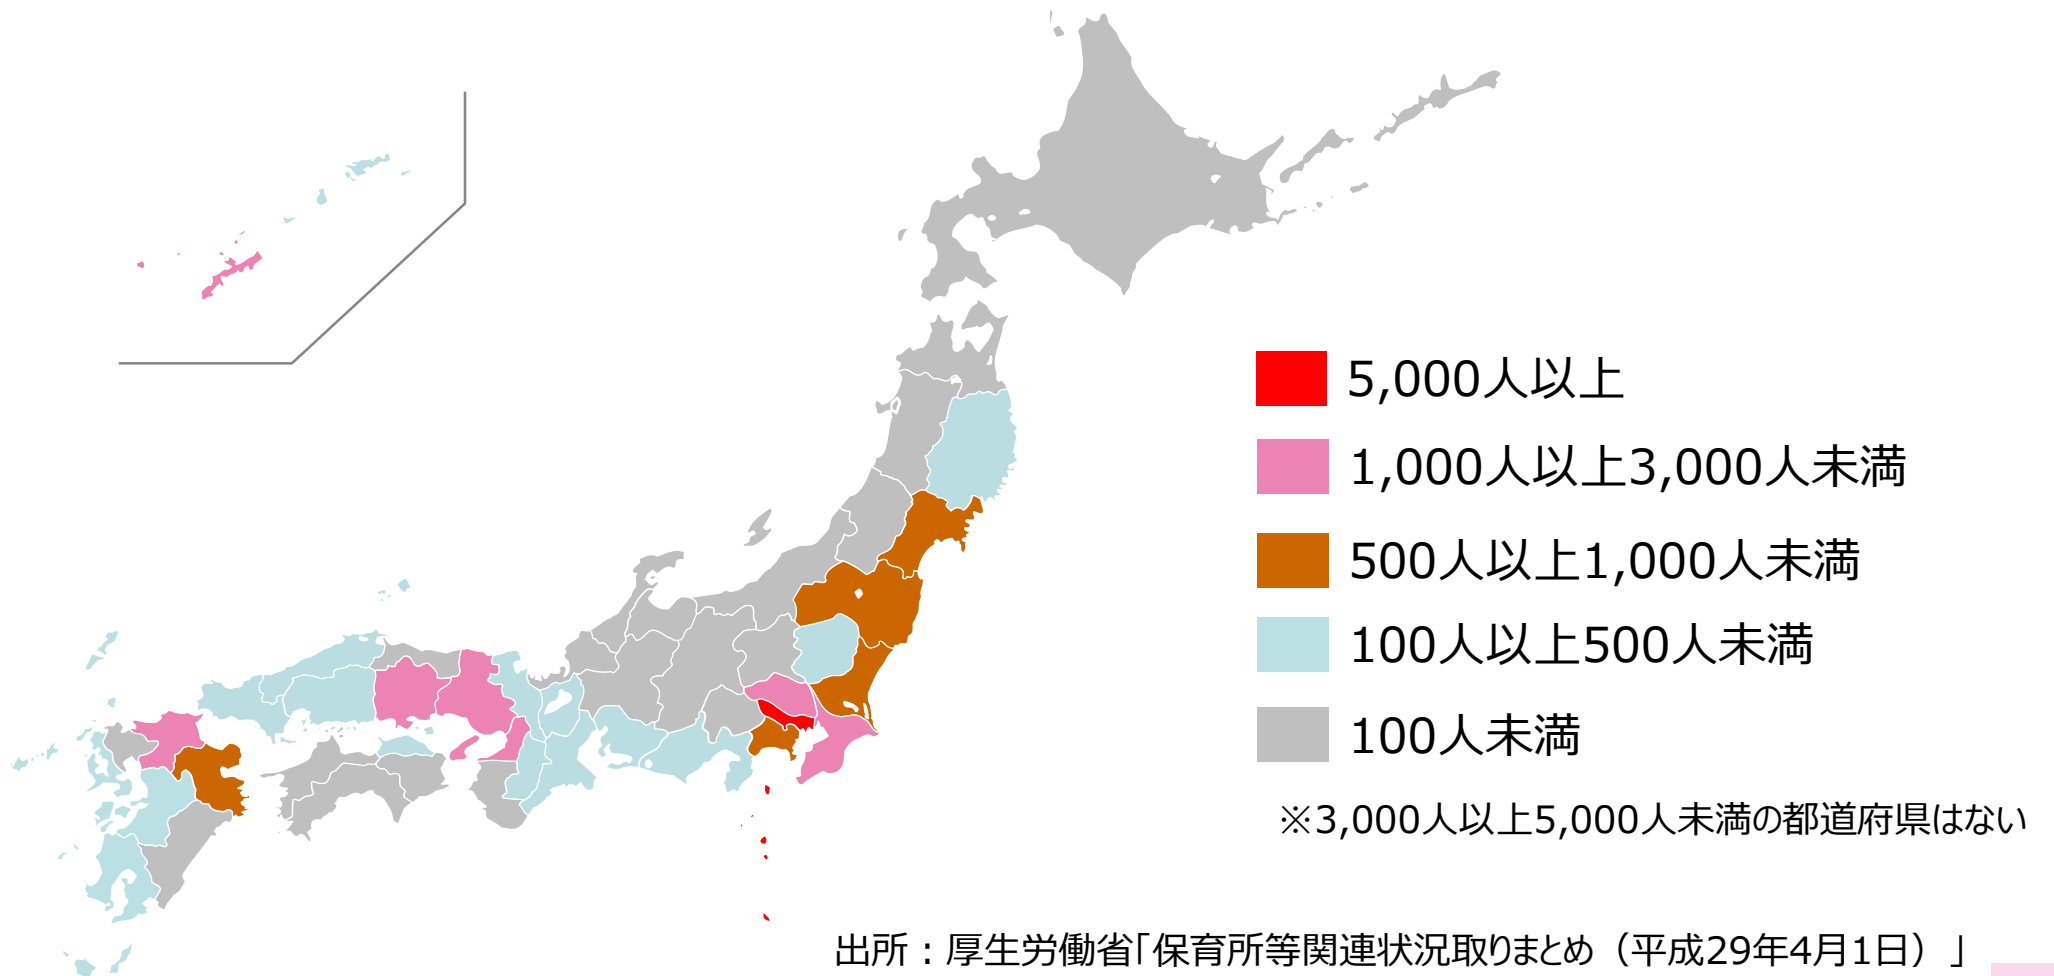 5,000人以上
1,000人以上3,000人未満
500人以上1,000人未満
100人以上500人未満
100人未満
※3,000人以上5,000人未満の都道府県はない
出所：厚生労働省「保育所等関連状況取りまとめ（平成29年4月1日）」